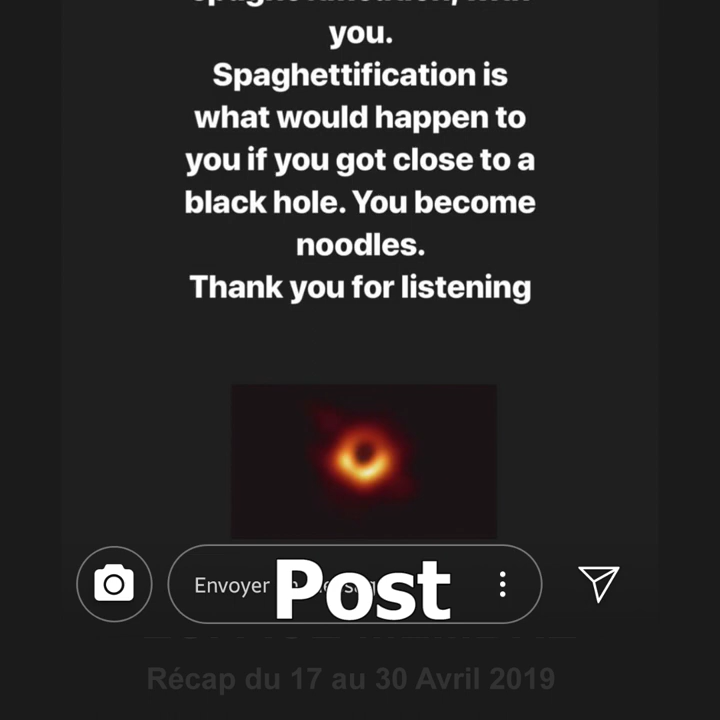 you.
Spaghettification is
what would happen to
you if you got close to a
black hole. You become
noodles.
Thank you for listening
Envoyer
Post
Récap du 17 au 30 Avril 2019